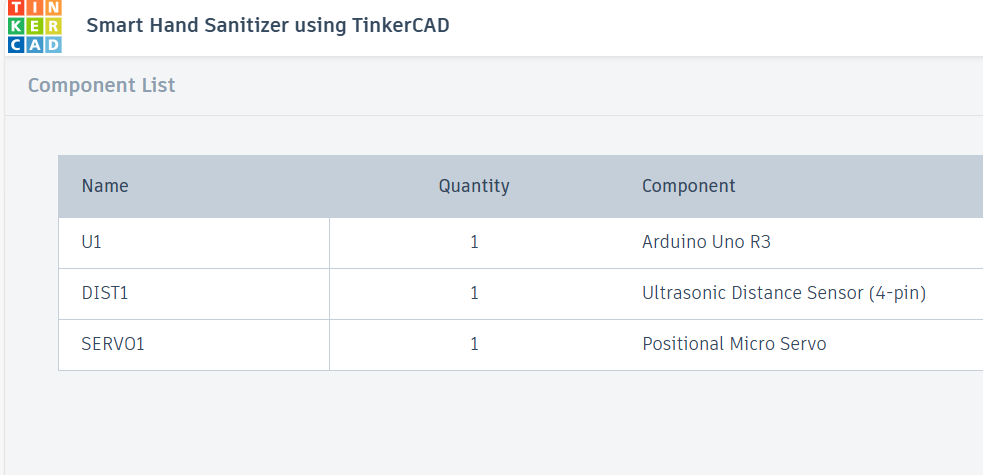 TIN
KER
CAD
Smart Hand Sanitizer using TinkerCAD
Component List
Name Quantity Component
U1 1 Arduino Uno R3
DIST1 1 Ultrasonic Distance Sensor (4-pin)
SERVO1 1 Positional Micro Servo